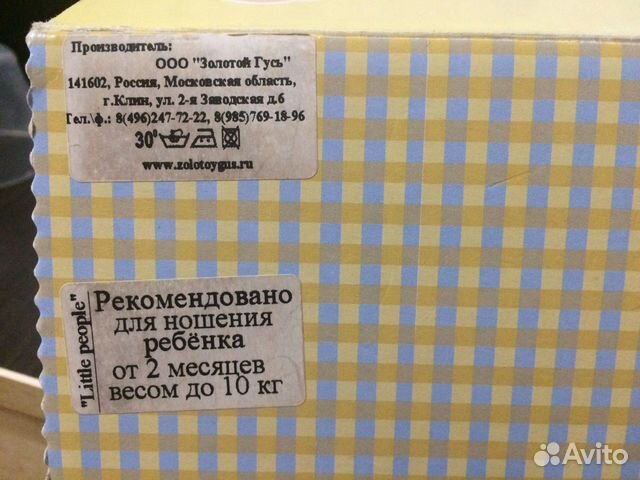 Производитель:
ООО "Золотой Гусь"
141602, Россия, Московская область,
г.Клин, ул. 2-я Заводская д.6
Тел.\ф.: 8(496)247-72-22, 8(985)769-18-96
30°
www.zolotoygus.ru
"Little people"
Рекомендовано
для ношения
ребёнка
от 2 месяцев
весом до 10 кг
Avito